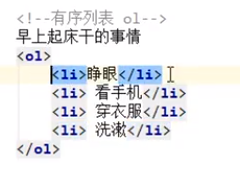 <!--有序列表 ol-->
早上起床干的事情
<ol>
<li>睁眼</li>
<li> 看手机</li>
<li> 穿衣服</li>
<li> 洗漱</li>
</ol>